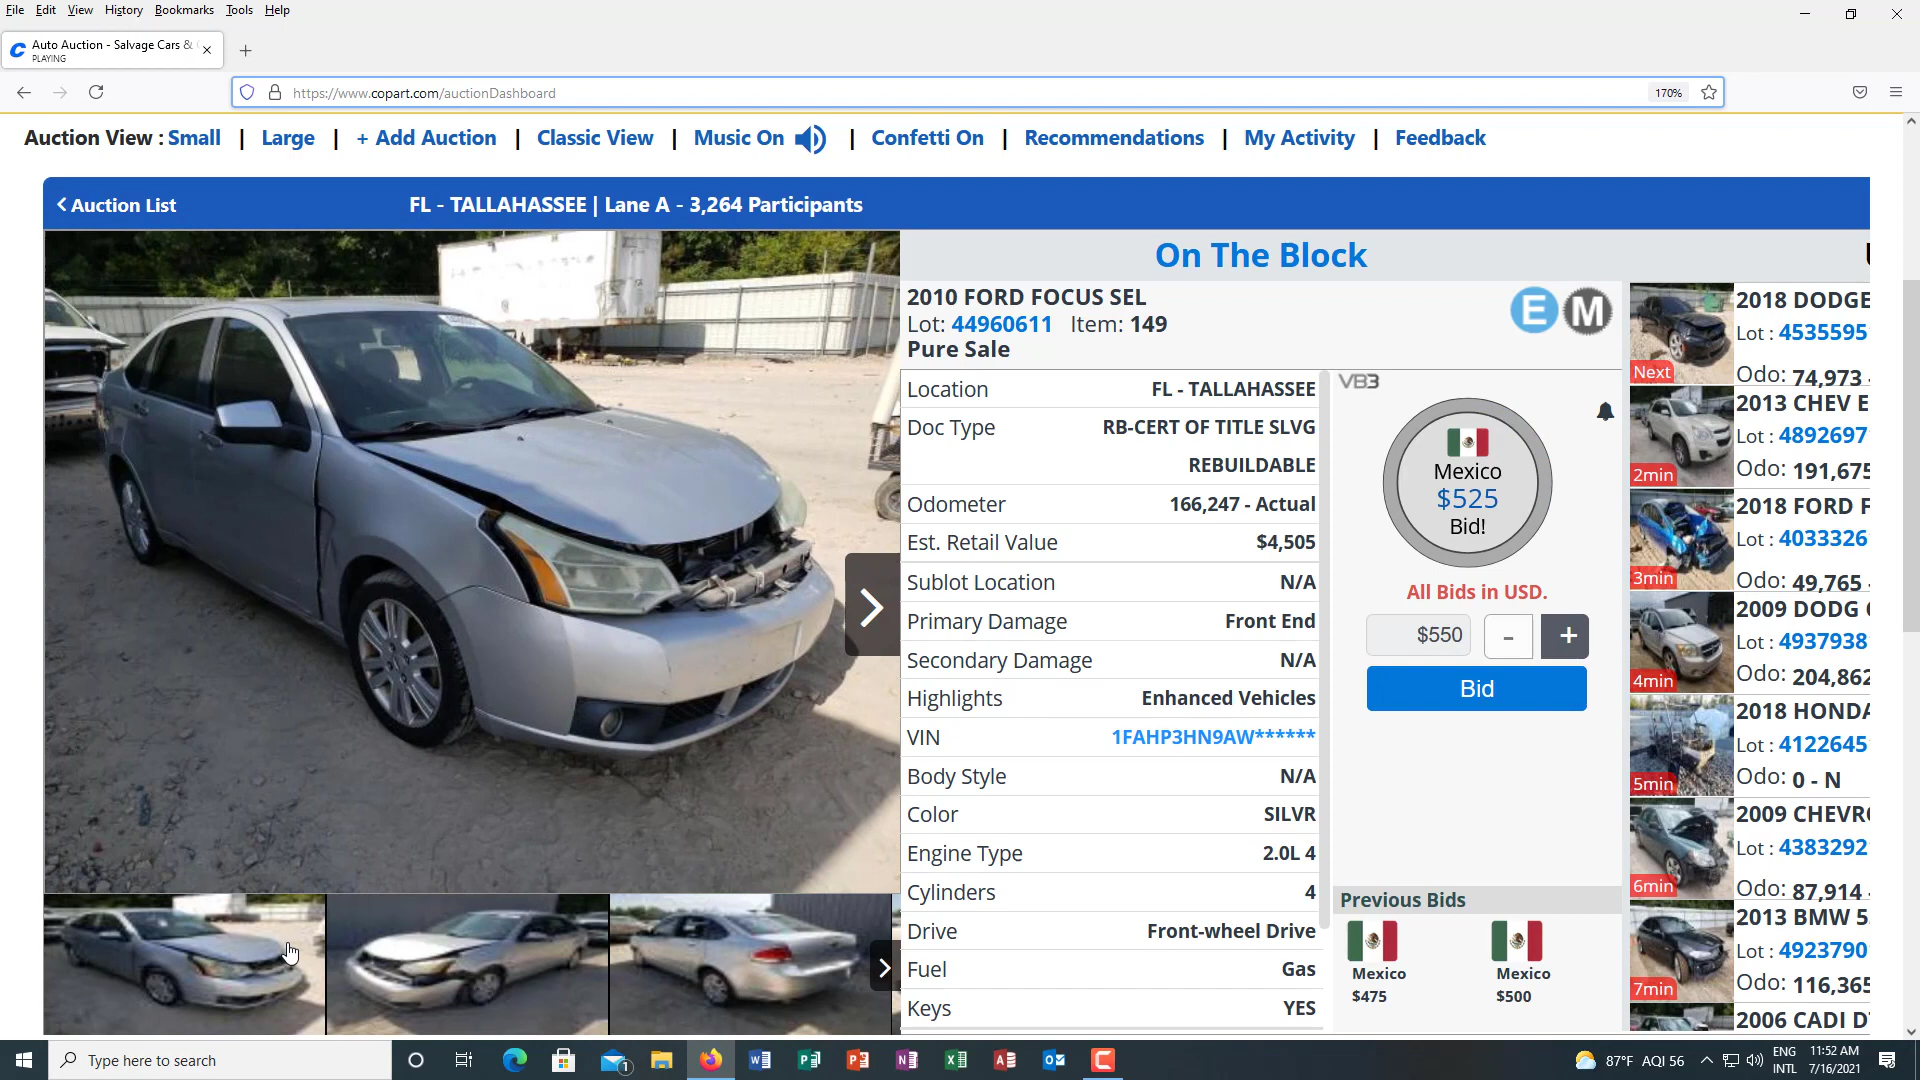 File Edit View History Bookmarks Tools Help
Auto Auction - Salvage Cars &
PLAYING
https://www.copart.com/auctionDashboard
170%
Auction View : Small | Large | + Add Auction | Classic View | Music On | Confetti On | Recommendations | My Activity | Feedback
Auction List
FL - TALLAHASSEE | Lane A - 3,264 Participants
On The Block
2010 FORD FOCUS SEL
Lot: 44960611 Item: 149
Pure Sale
E M
Location FL - TALLAHASSEE
Doc Type RB-CERT OF TITLE SLVG
REBUILDABLE
Odometer 166,247 - Actual
Est. Retail Value $4,505
Sublot Location N/A
Primary Damage Front End
Secondary Damage N/A
Highlights Enhanced Vehicles
VIN 1FAHP3HN9AW******
Body Style N/A
Color SILVR
Engine Type 2.0L 4
Cylinders 4
Drive Front-wheel Drive
Fuel Gas
Keys YES
VB3
Mexico
$525
Bid!
All Bids in USD.
$550 - +
Bid
Previous Bids
Mexico Mexico
$475 $500
2018 DODGE
Lot : 4535595
Next Odo: 74,973 -
2013 CHEV E
Lot : 4892697
2min Odo: 191,675
2018 FORD F
Lot : 4033326
3min Odo: 49,765 -
2009 DODG
Lot : 4937938
4min Odo: 204,862
2018 HONDA
Lot : 4122645
5min Odo: 0 - N
2009 CHEVR
Lot : 4383292
6min Odo: 87,914 -
2013 BMW 5
Lot : 4923790
7min Odo: 116,365
2006 CADI D
Type here to search
1
87°F AQI 56
ENG
INTL
11:52 AM
7/16/2021